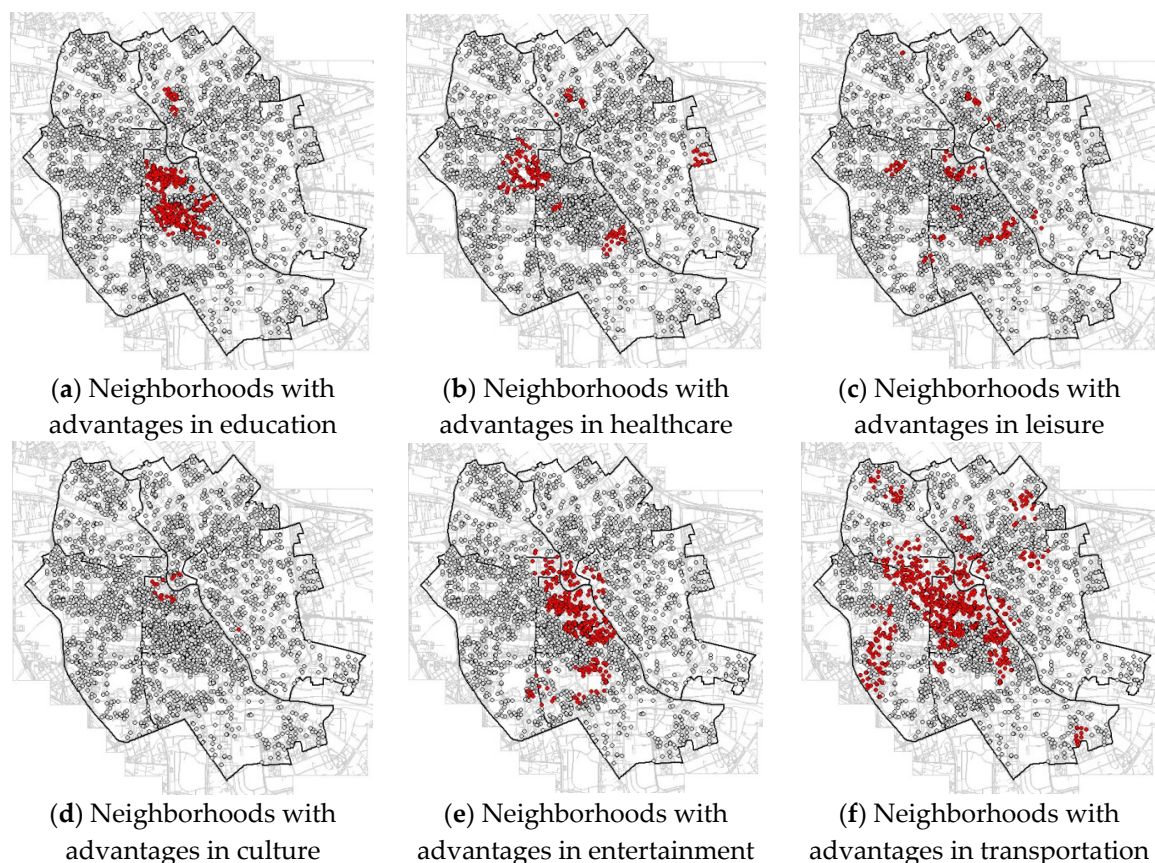 (a) Neighborhoods with
advantages in education
(b) Neighborhoods with
advantages in healthcare
(c) Neighborhoods with
advantages in leisure
(d) Neighborhoods with
advantages in culture
(e) Neighborhoods with
advantages in entertainment
(f) Neighborhoods with
advantages in transportation